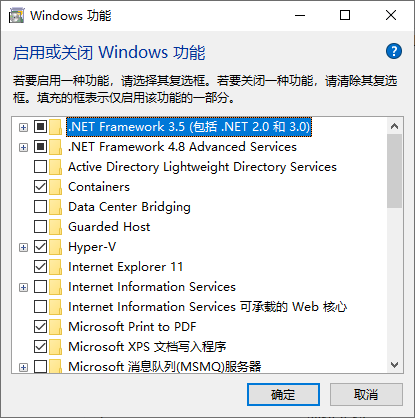 Windows 功能
启用或关闭 Windows 功能
若要启用一种功能，请选择其复选框。若要关闭一种功能，请清除其复选
框。填充的框表示仅启用该功能的一部分。
.NET Framework 3.5 (包括 .NET 2.0 和 3.0)
.NET Framework 4.8 Advanced Services
Active Directory Lightweight Directory Services
Containers
Data Center Bridging
Guarded Host
Hyper-V
Internet Explorer 11
Internet Information Services
Internet Information Services 可承载的 Web 核心
Microsoft Print to PDF
Microsoft XPS 文档写入程序
Microsoft 消息队列(MSMQ)服务器
确定
取消